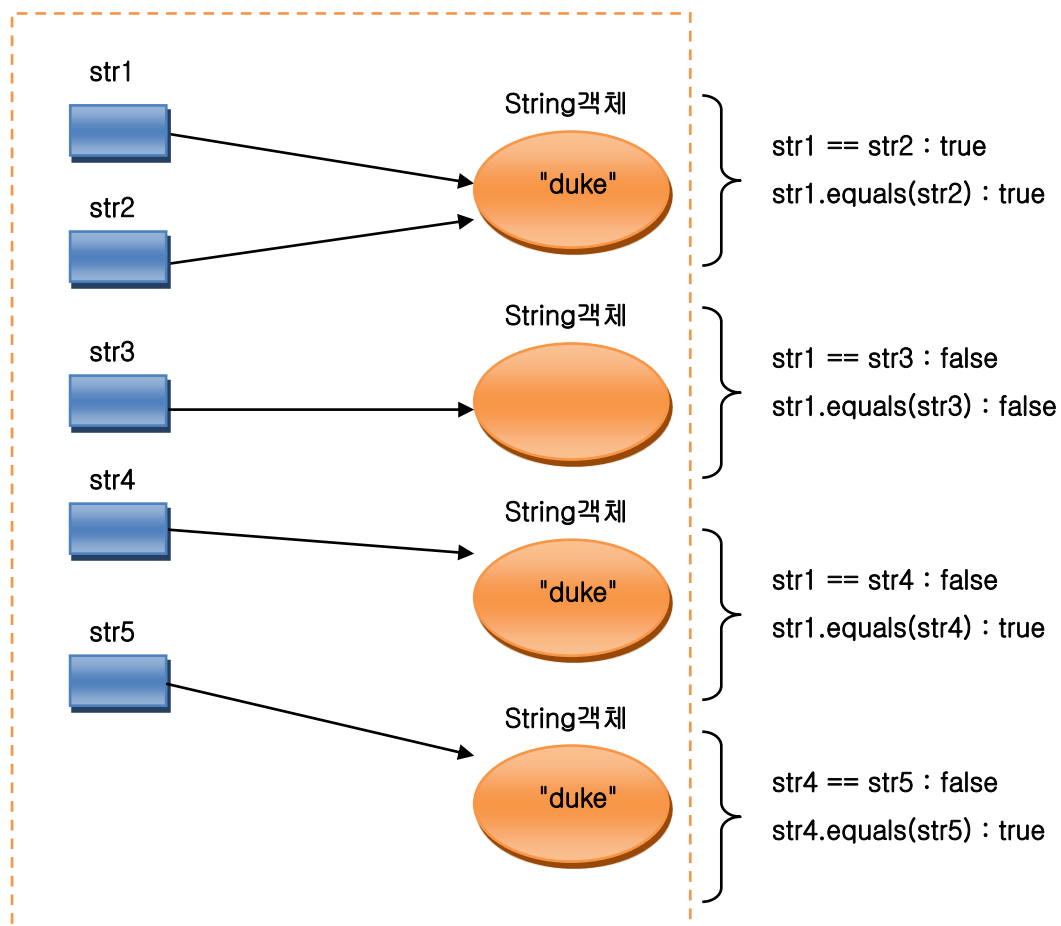 str1
String객체
"duke"
str1 == str2 : true
str1.equals(str2) : true
str2
String객체
str3
str1 == str3 : false
str1.equals(str3) : false
str4
String객체
"duke"
str1 == str4 : false
str1.equals(str4) : true
str5
String객체
"duke"
str4 == str5 : false
str4.equals(str5) : true